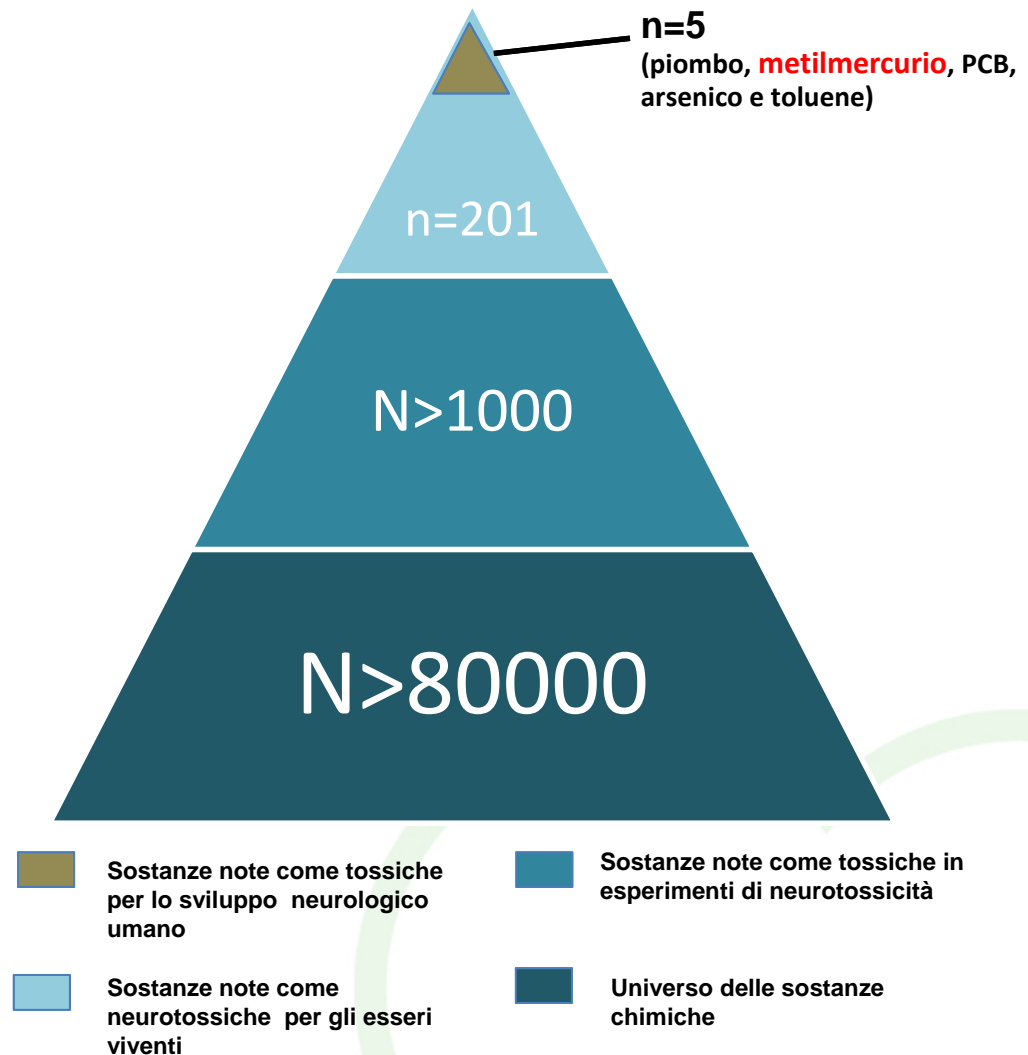 n=5
(piombo, metilmercurio, PCB,
arsenico e toluene)
n=201
N>1000
N>80000
Sostanze note come tossiche
per lo sviluppo neurologico
umano
Sostanze note come tossiche in
esperimenti di neurotossicità
Sostanze note come
neurotossiche per gli esseri
viventi
Universo delle sostanze
chimiche